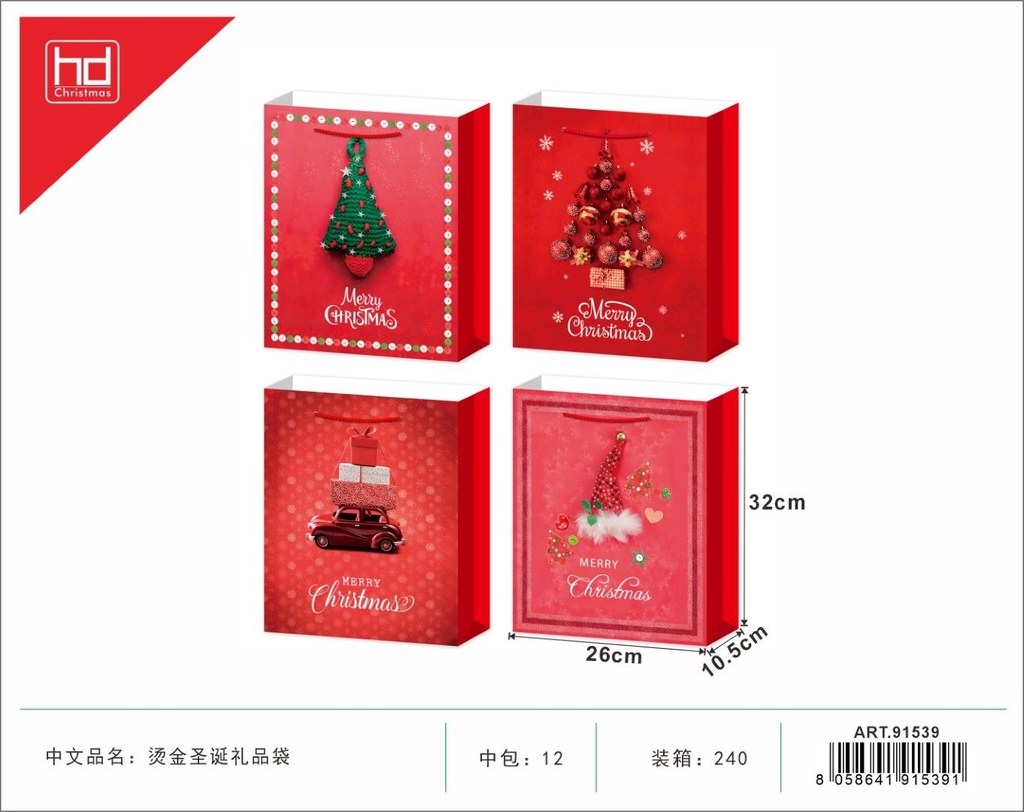 hd
Christmas
Merry
CHRISTMAS
Merry
Christmas
MERRY
Christmas
MERRY
Christmas
32cm
26cm
10.5cm
中文品名：烫金圣诞礼品袋
中包：12
装箱：240
ART.91539
8 058641 915391